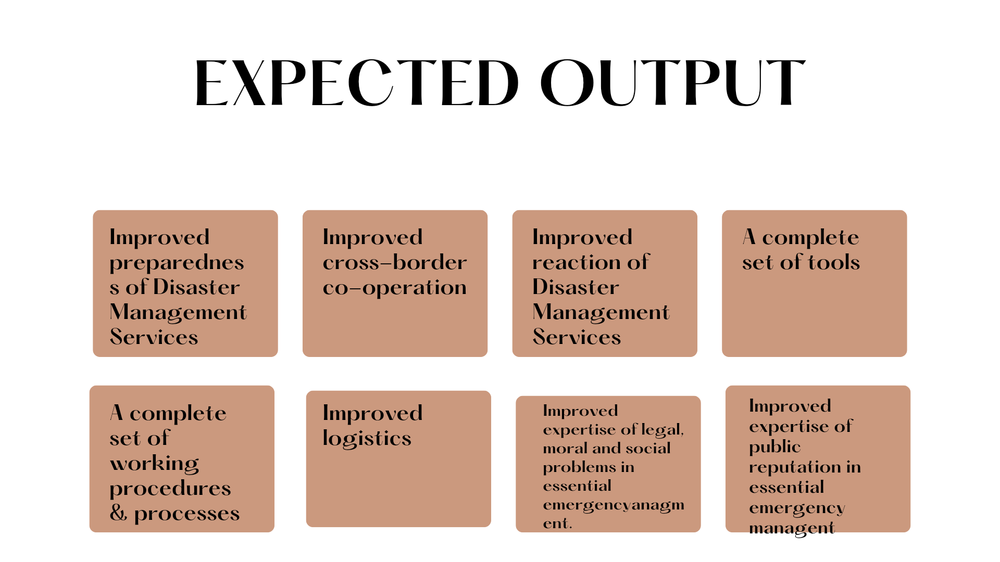 EXPECTED OUTPUT
Improved
preparednes
s of Disaster
Management
Services
Improved
cross-border
co-operation
Improved
reaction of
Disaster
Management
Services
A complete
set of tools
A complete
set of
working
procedures
& processes
Improved
logistics
Improved
expertise of legal,
moral and social
problems in
essential
emergencyanagm
ent.
Improved
expertise of
public
reputation in
essential
emergency
managent